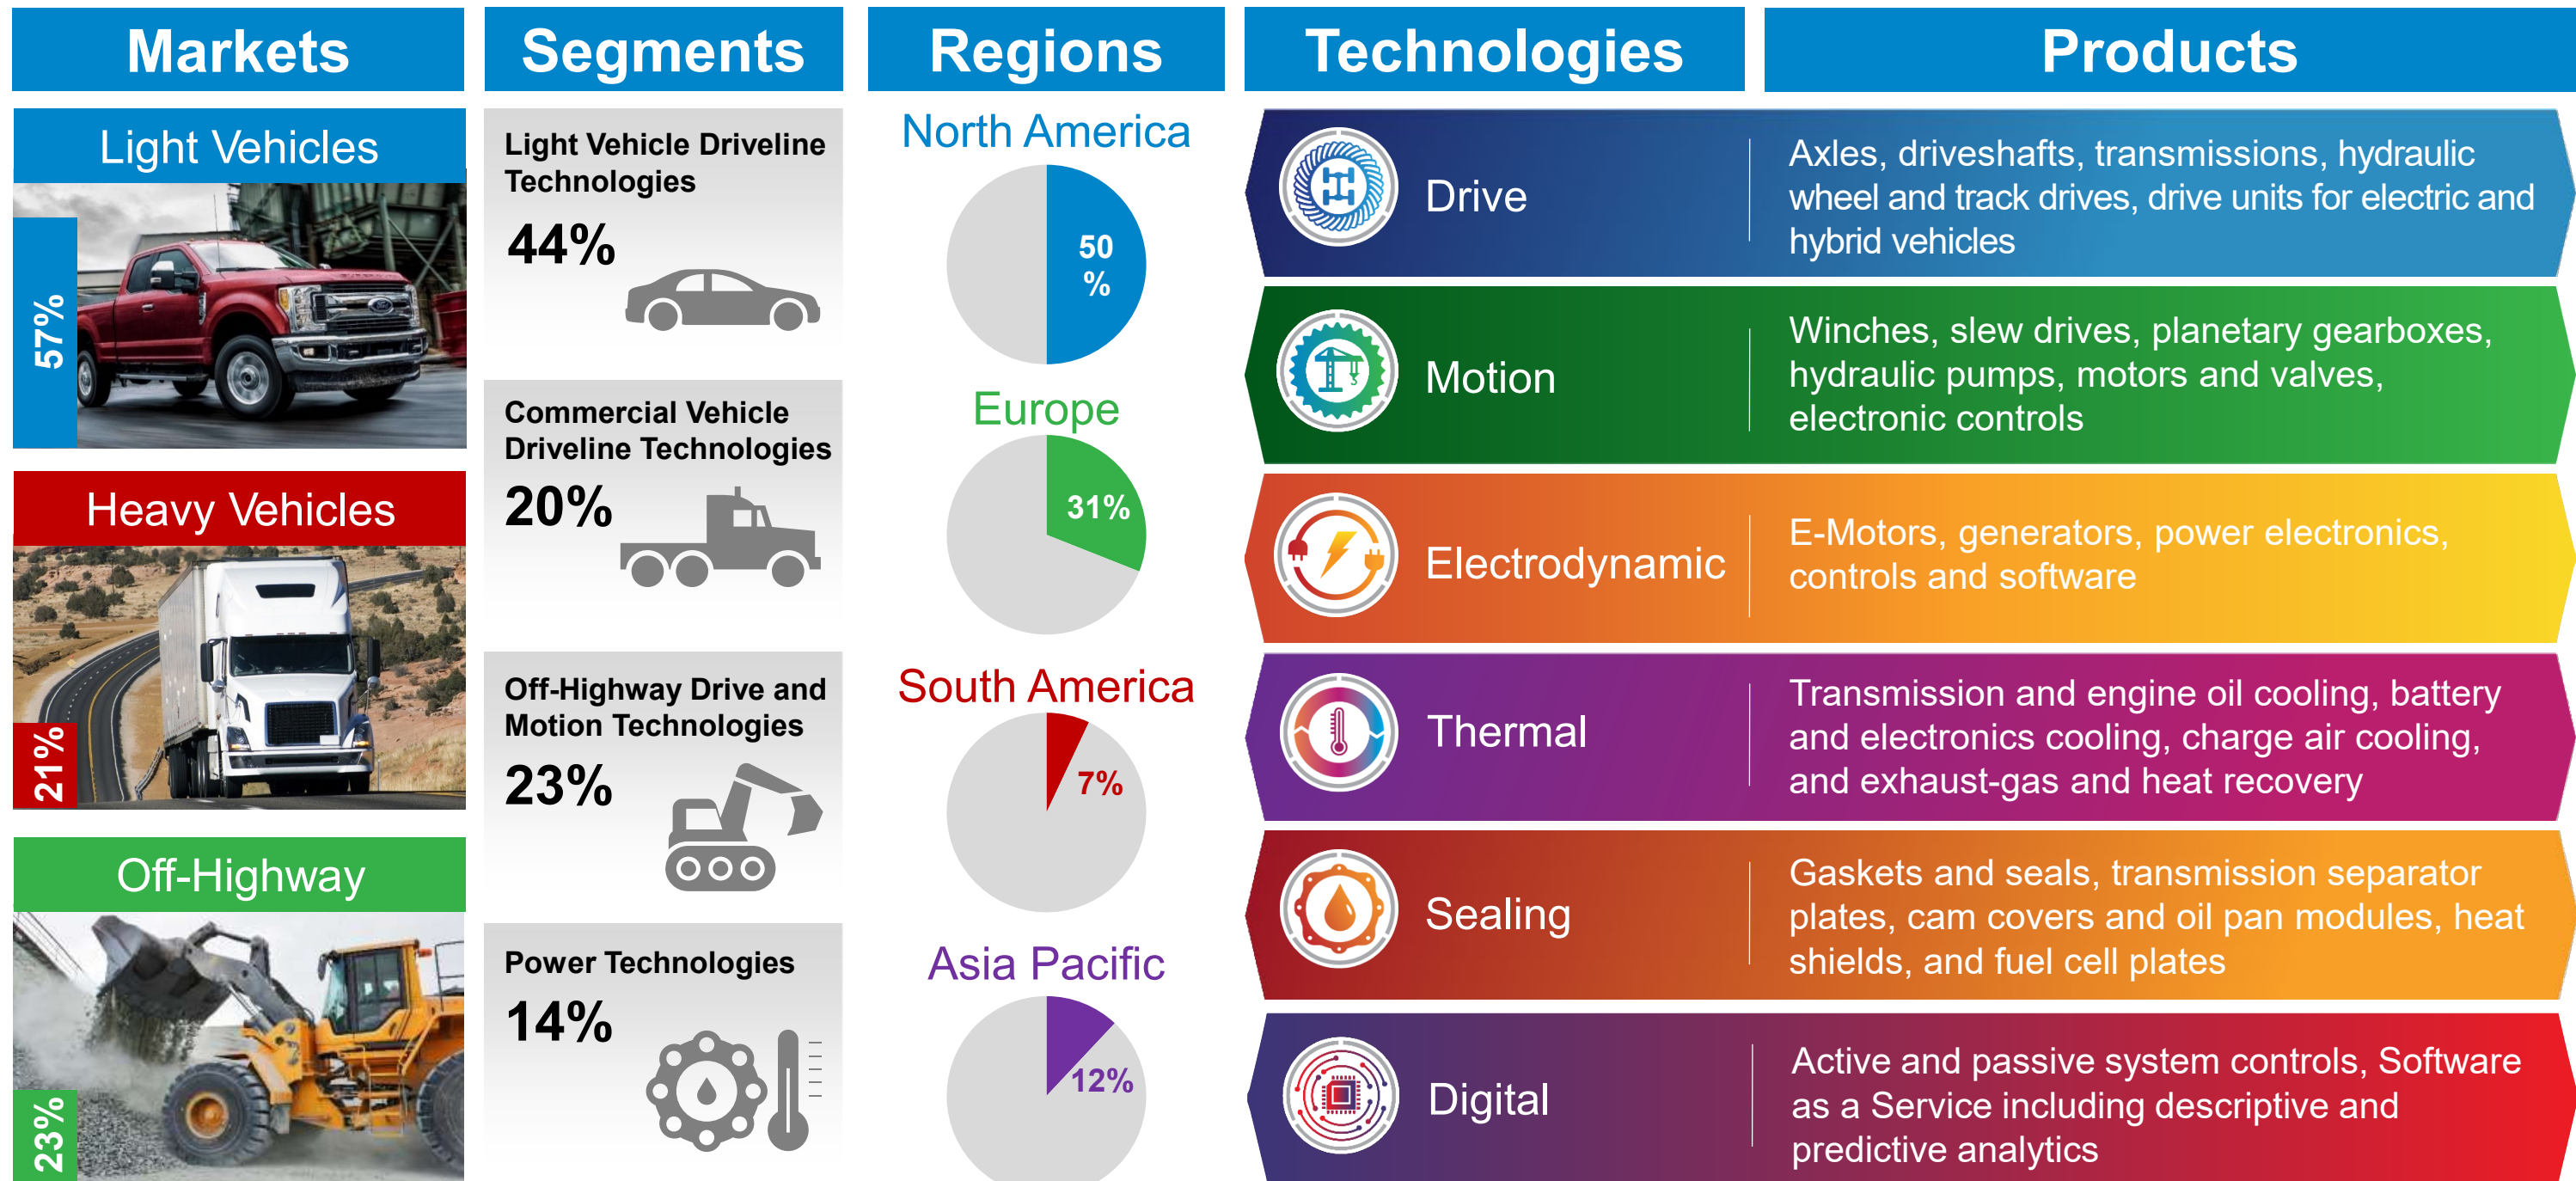 Markets
Segments
Regions
Technologies
Products
Light Vehicles
57%
Heavy Vehicles
21%
Off-Highway
23%
Light Vehicle Driveline
Technologies
44%
Commercial Vehicle
Driveline Technologies
20%
Off-Highway Drive and
Motion Technologies
23%
Power Technologies
14%
North America
50
%
Europe
31%
South America
7%
Asia Pacific
12%
Drive
Axles, driveshafts, transmissions, hydraulic
wheel and track drives, drive units for electric and
hybrid vehicles
Motion
Winches, slew drives, planetary gearboxes,
hydraulic pumps, motors and valves,
electronic controls
Electrodynamic
E-Motors, generators, power electronics,
controls and software
Thermal
Transmission and engine oil cooling, battery
and electronics cooling, charge air cooling,
and exhaust-gas and heat recovery
Sealing
Gaskets and seals, transmission separator
plates, cam covers and oil pan modules, heat
shields, and fuel cell plates
Digital
Active and passive system controls, Software
as a Service including descriptive and
predictive analytics